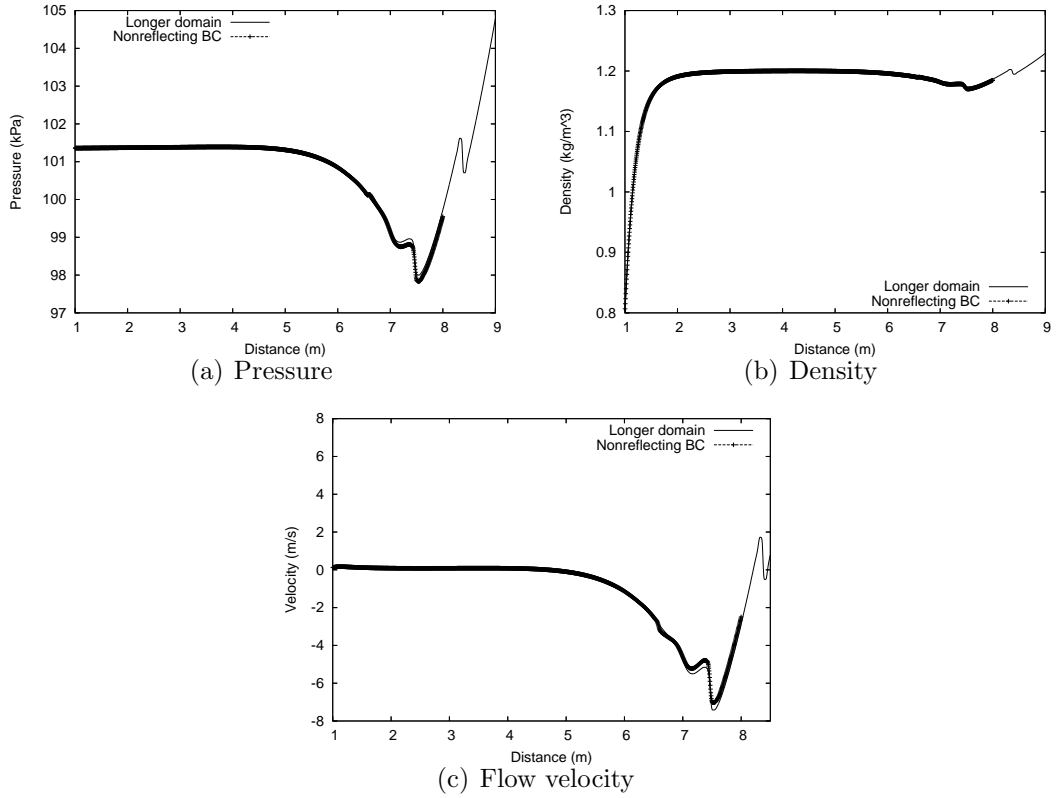 105
104
103
102
101
100
99
98
97
1 2 3 4 5 6 7 8 9
Pressure (kPa)
Distance (m)
Longer domain
Nonreflecting BC
(a) Pressure
1.3
1.2
1.1
1
0.9
0.8
1 2 3 4 5 6 7 8 9
Density (kg/m^3)
Distance (m)
Longer domain
Nonreflecting BC
(b) Density
8
6
4
2
0
-2
-4
-6
-8
1 2 3 4 5 6 7 8
Velocity (m/s)
Distance (m)
Longer domain
Nonreflecting BC
(c) Flow velocity